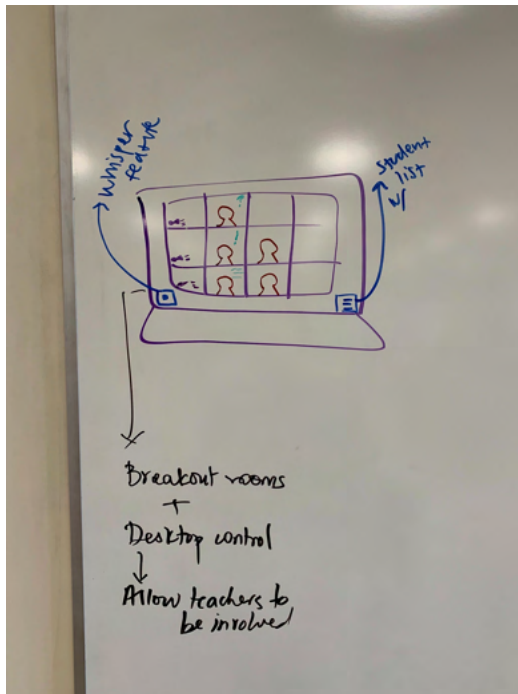 whisper
feature
student
list
w/
Breakout rooms
+
Desktop control
Allow teachers to
be involved